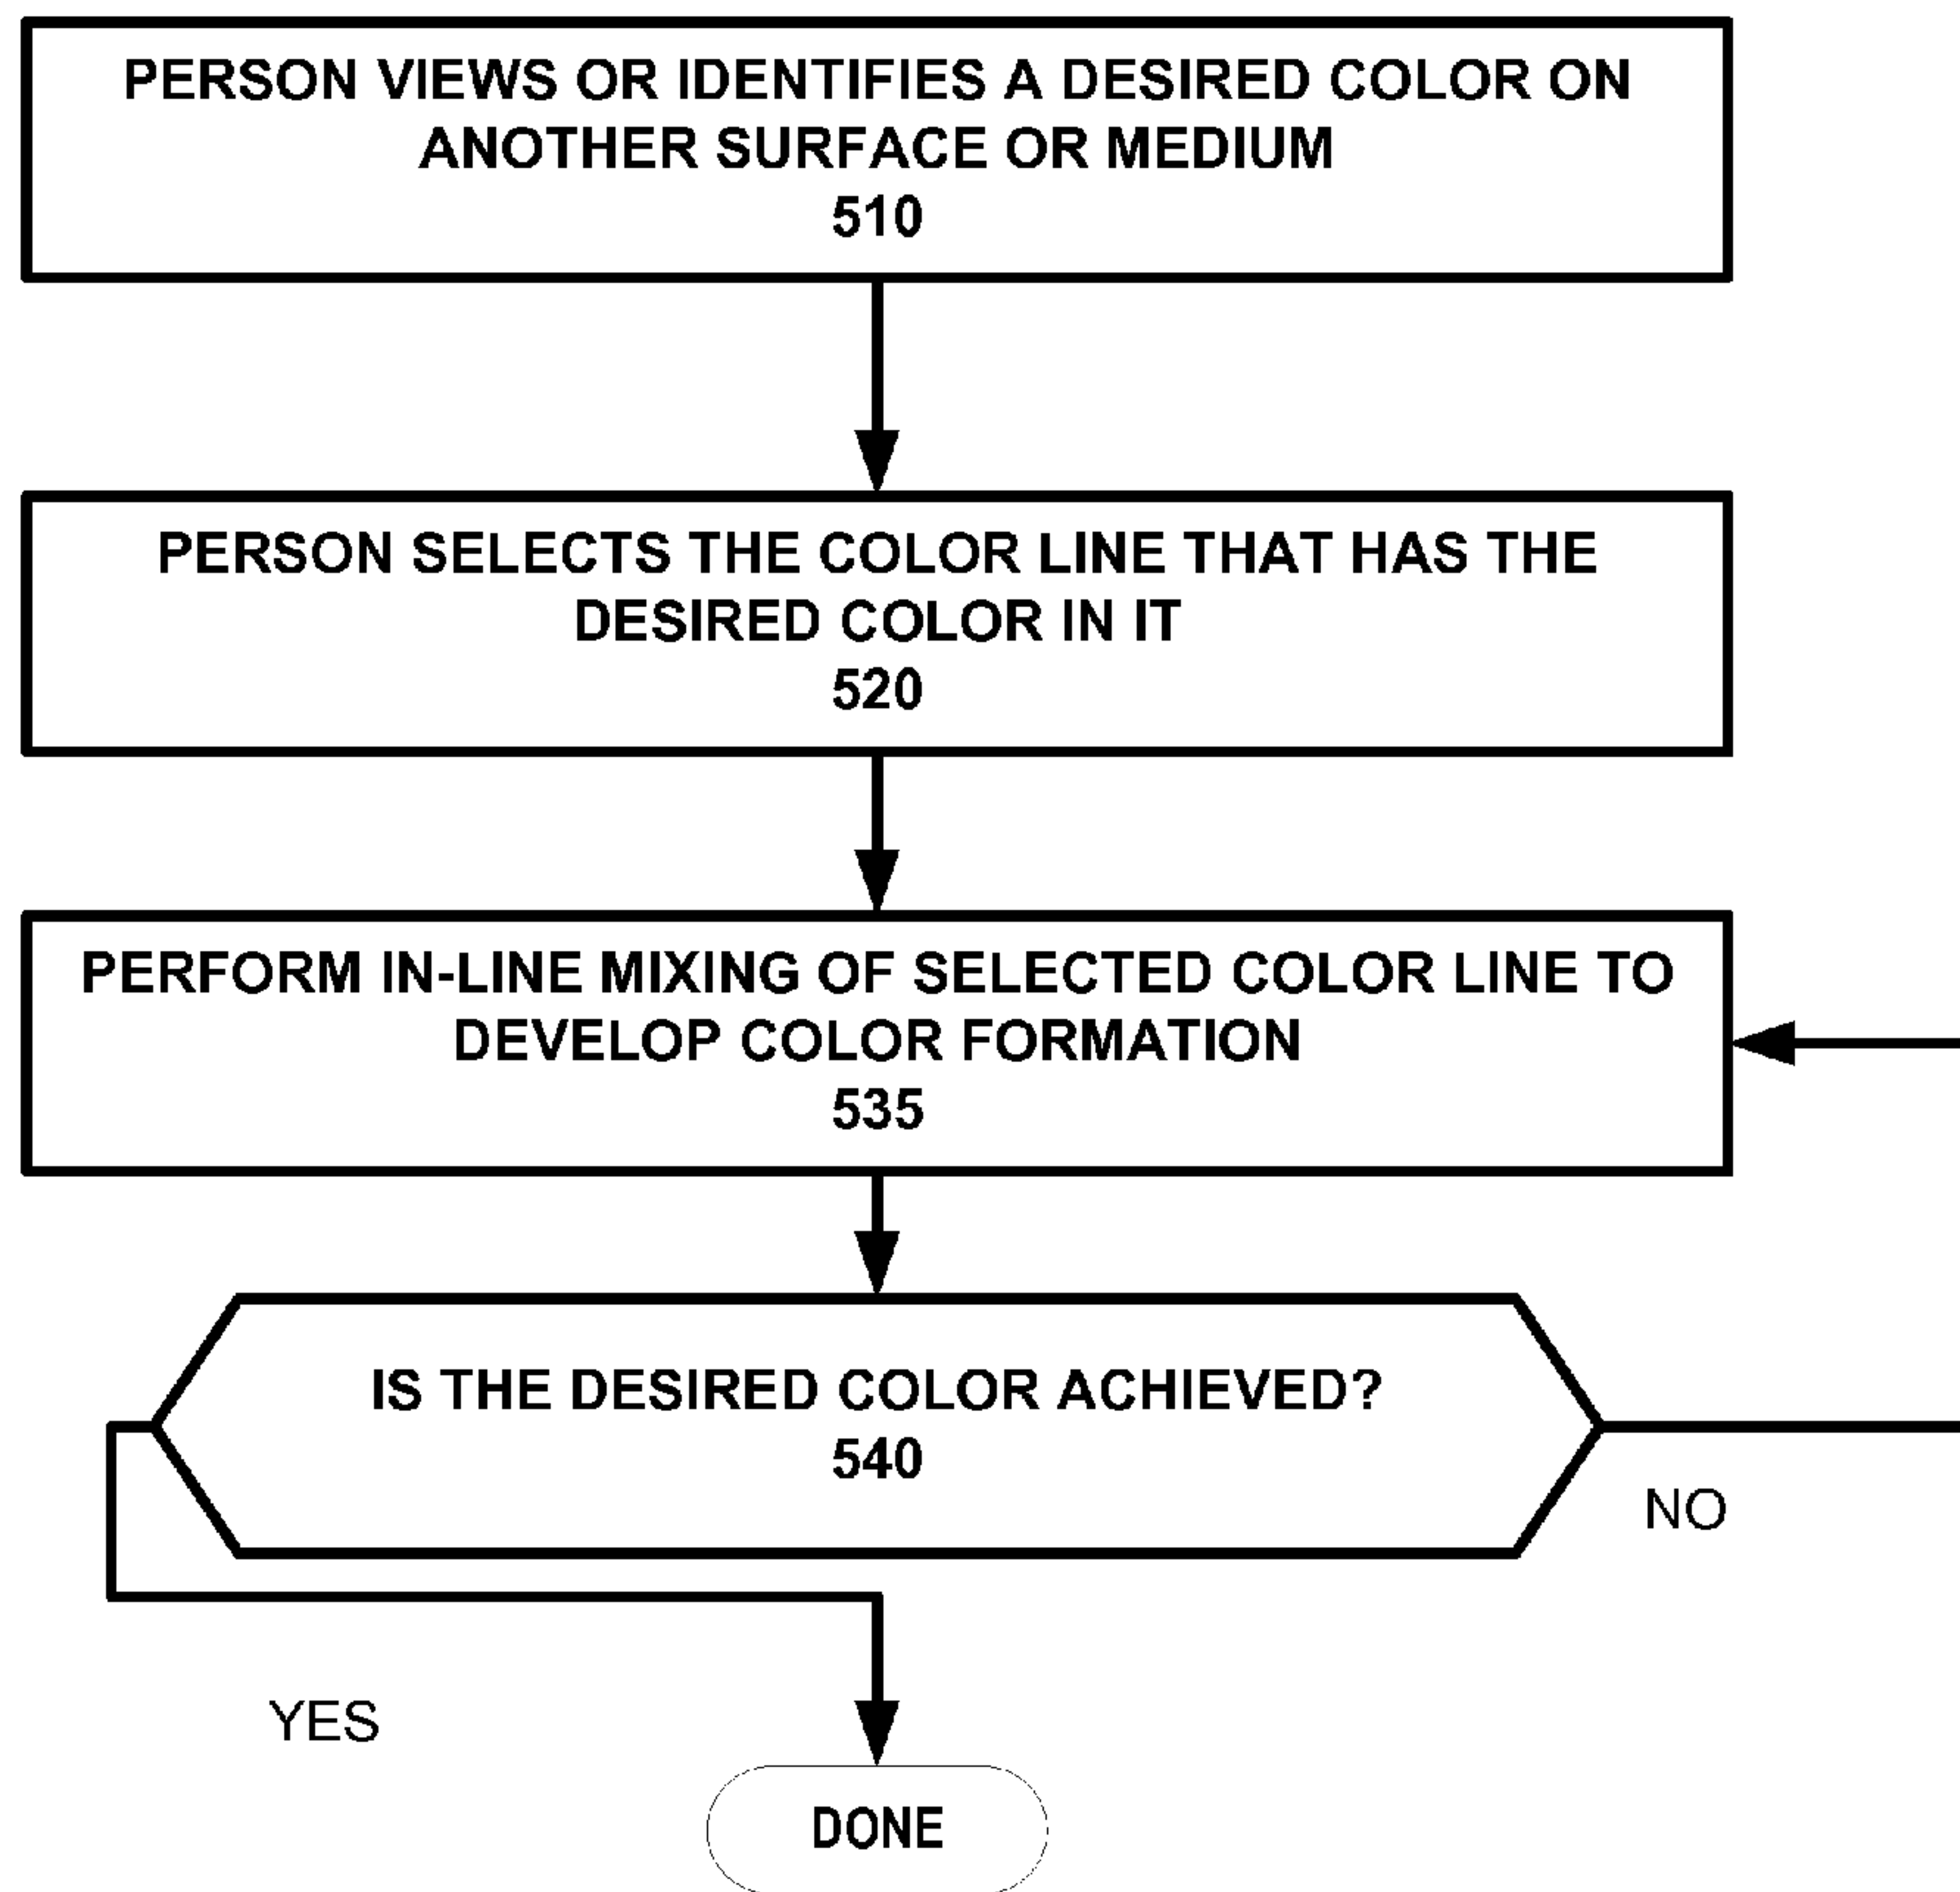 PERSON VIEWS OR IDENTIFIES A DESIRED COLOR ON
ANOTHER SURFACE OR MEDIUM
510
PERSON SELECTS THE COLOR LINE THAT HAS THE
DESIRED COLOR IN IT
520
PERFORM IN-LINE MIXING OF SELECTED COLOR LINE TO
DEVELOP COLOR FORMATION
535
IS THE DESIRED COLOR ACHIEVED?
540
NO
YES
DONE